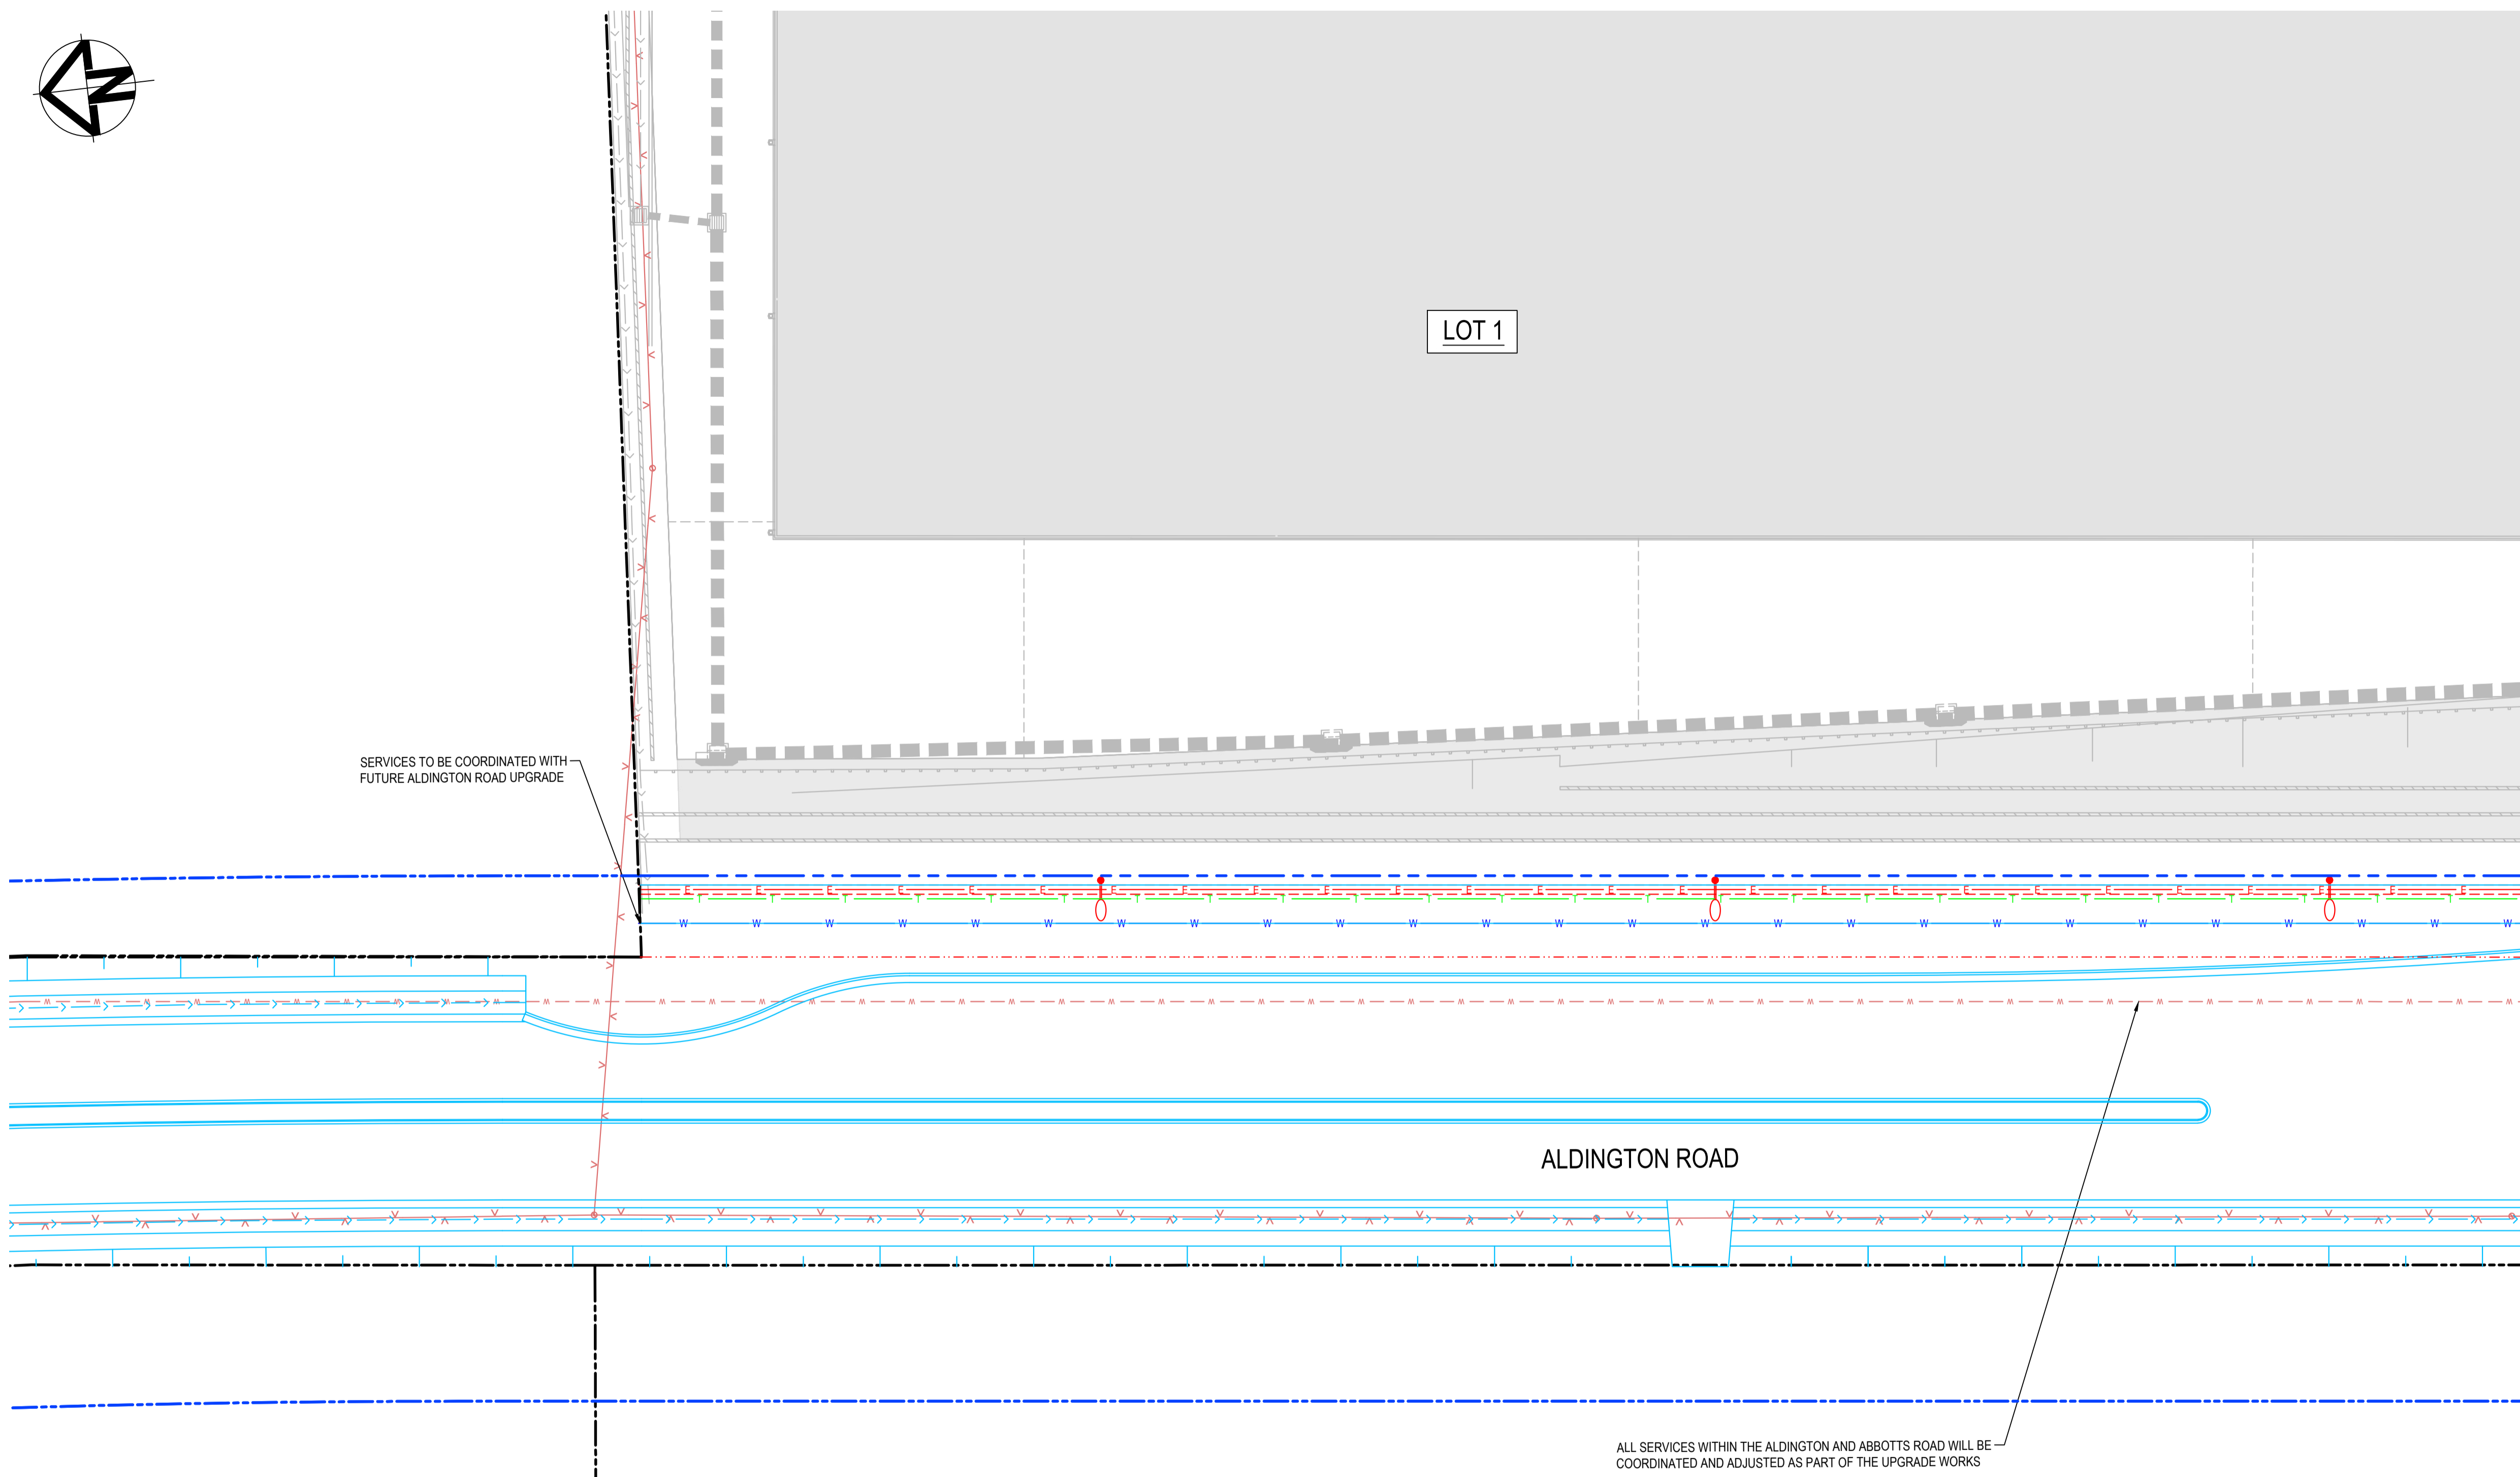 N
LOT 1
SERVICES TO BE COORDINATED WITH
FUTURE ALDINGTON ROAD UPGRADE
ALDINGTON ROAD
ALL SERVICES WITHIN THE ALDINGTON AND ABBOTTS ROAD WILL BE
COORDINATED AND ADJUSTED AS PART OF THE UPGRADE WORKS